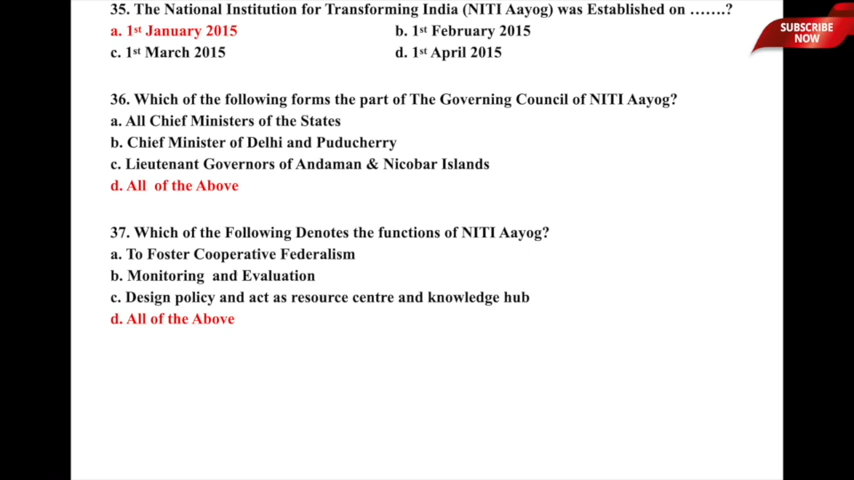 35. The National Institution for Transforming India (NITI Aayog) was Established on …….?
a. 1st January 2015 b. 1st February 2015
c. 1st March 2015 d. 1st April 2015
36. Which of the following forms the part of The Governing Council of NITI Aayog?
a. All Chief Ministers of the States
b. Chief Minister of Delhi and Puducherry
c. Lieutenant Governors of Andaman & Nicobar Islands
d. All of the Above
37. Which of the Following Denotes the functions of NITI Aayog?
a. To Foster Cooperative Federalism
b. Monitoring and Evaluation
c. Design policy and act as resource centre and knowledge hub
d. All of the Above
SUBSCRIBE
NOW